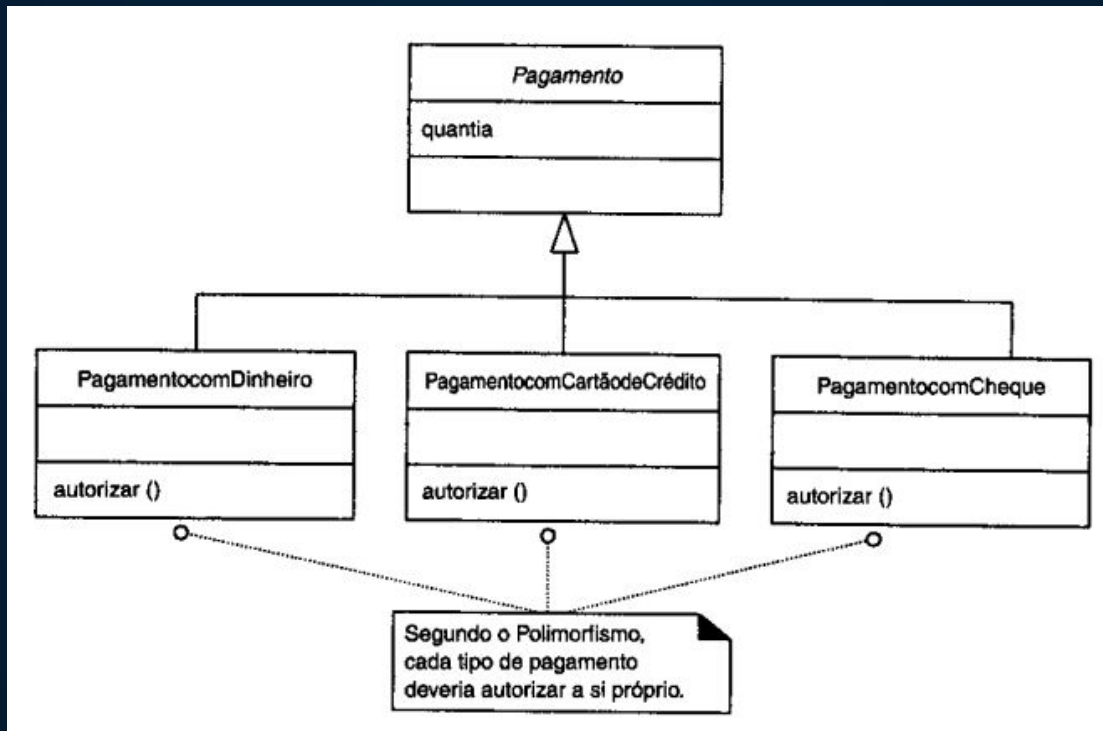 Pagamento
quantia
PagamentocomDinheiro
autorizar ()
PagamentocomCartãodeCrédito
autorizar ()
PagamentocomCheque
autorizar ()
Segundo o Polimorfismo,
cada tipo de pagamento
deveria autorizar a si próprio.